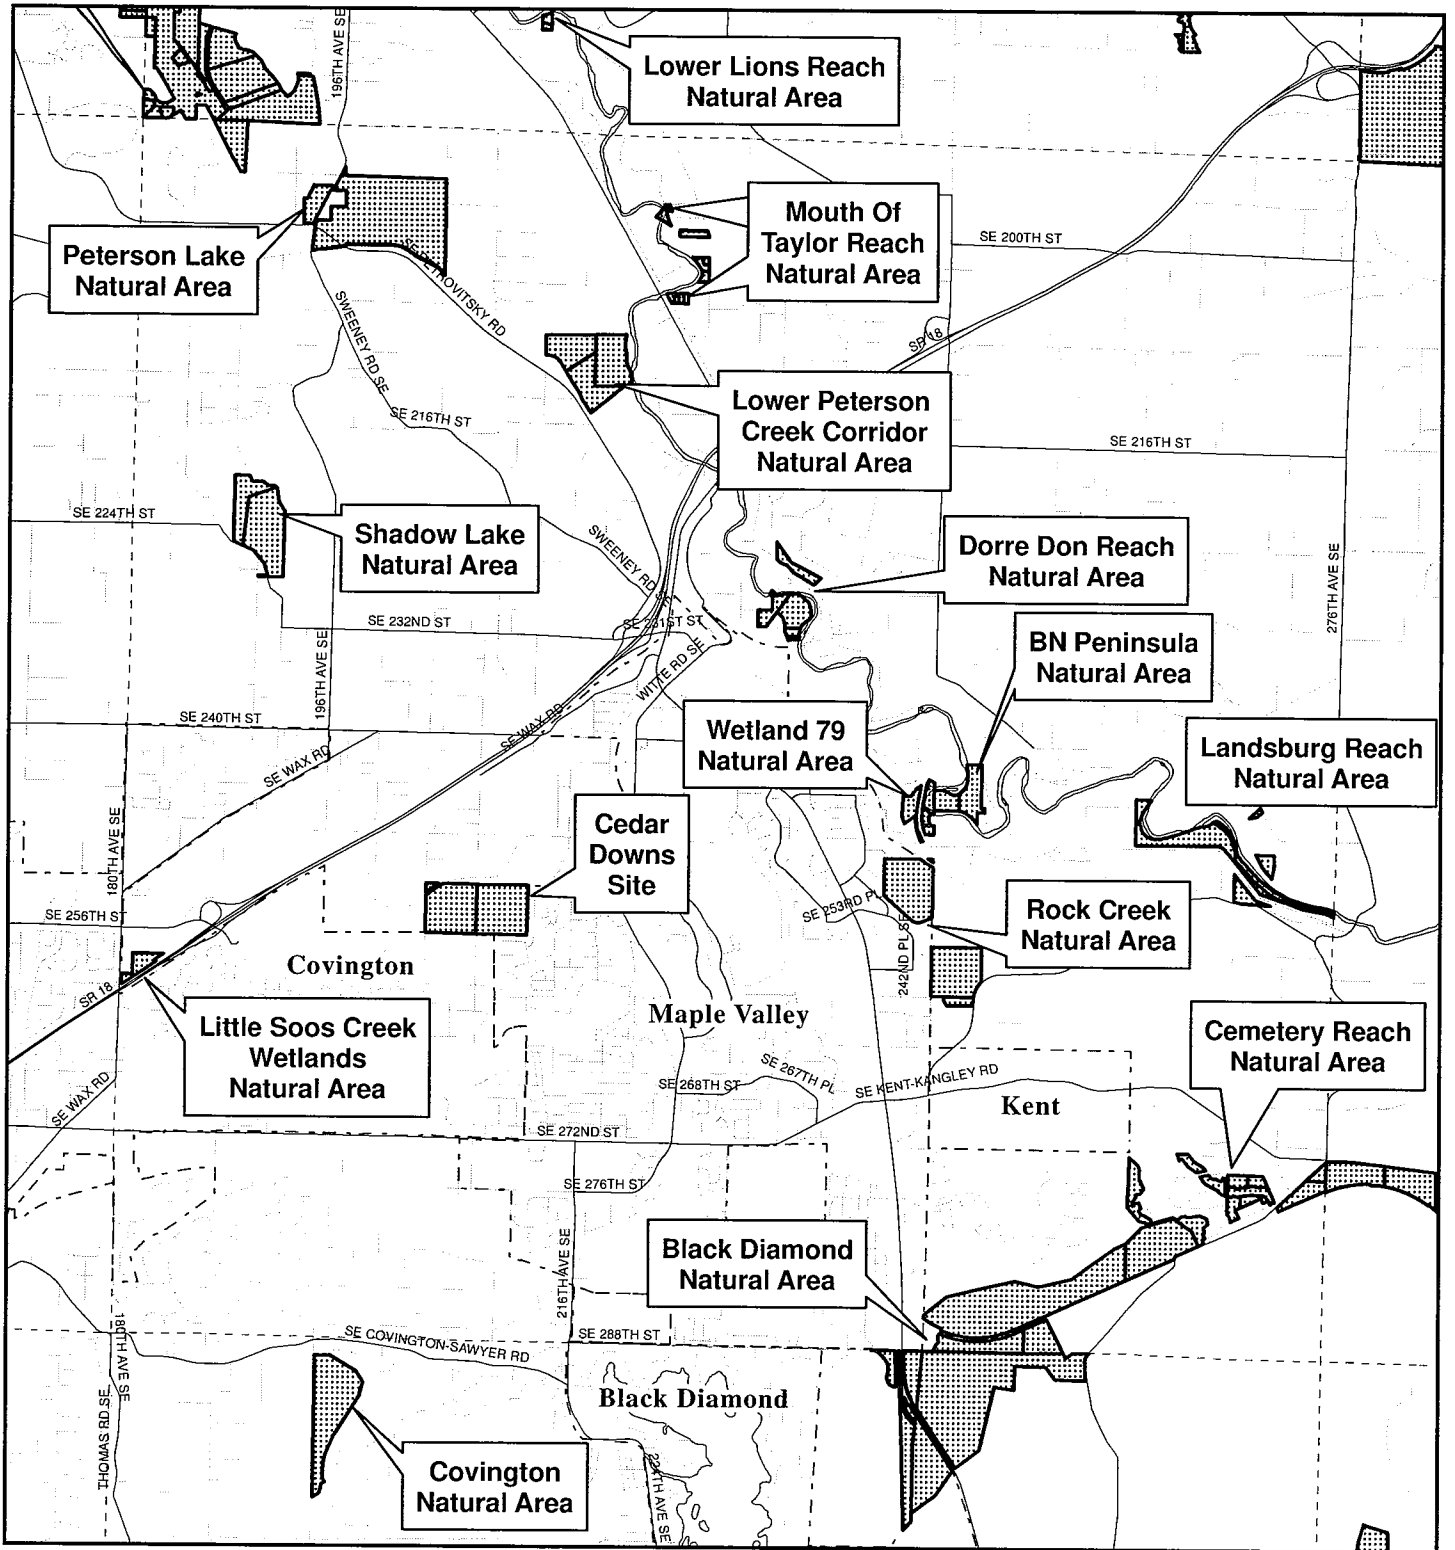 196TH AVE SE
Lower Lions Reach
Natural Area
Mouth Of
Taylor Reach
Natural Area
Peterson Lake
Natural Area
SE 200TH ST
PETROVITSKY RD
SWEENEY RD SE
SR 18
Lower Peterson
Creek Corridor
Natural Area
SE 216TH ST
SE 216TH ST
SE 224TH ST
Shadow Lake
Natural Area
SWEENEY RD SE
Dorre Don Reach
Natural Area
276TH AVE SE
SE 232ND ST
SE 231ST ST
BN Peninsula
Natural Area
WITTE RD SE
196TH AVE SE
SE 240TH ST
SE WAX RD
SE WAX RD
Wetland 79
Natural Area
Landsburg Reach
Natural Area
180TH AVE SE
Cedar
Downs
Site
SE 256TH ST
SE 253RD PL
242ND PL SE
Rock Creek
Natural Area
Covington
SR 18
Maple Valley
Little Soos Creek
Wetlands
Natural Area
Cemetery Reach
Natural Area
SE WAX RD
SE 268TH ST
SE 267TH PL
SE KENT-KANGLEY RD
Kent
SE 272ND ST
SE 276TH ST
216TH AVE SE
Black Diamond
Natural Area
SE COVINGTON-SAWYER RD
SE 288TH ST
180TH AVE SE
THOMAS RD SE
Black Diamond
Covington
Natural Area
224TH AVE SE